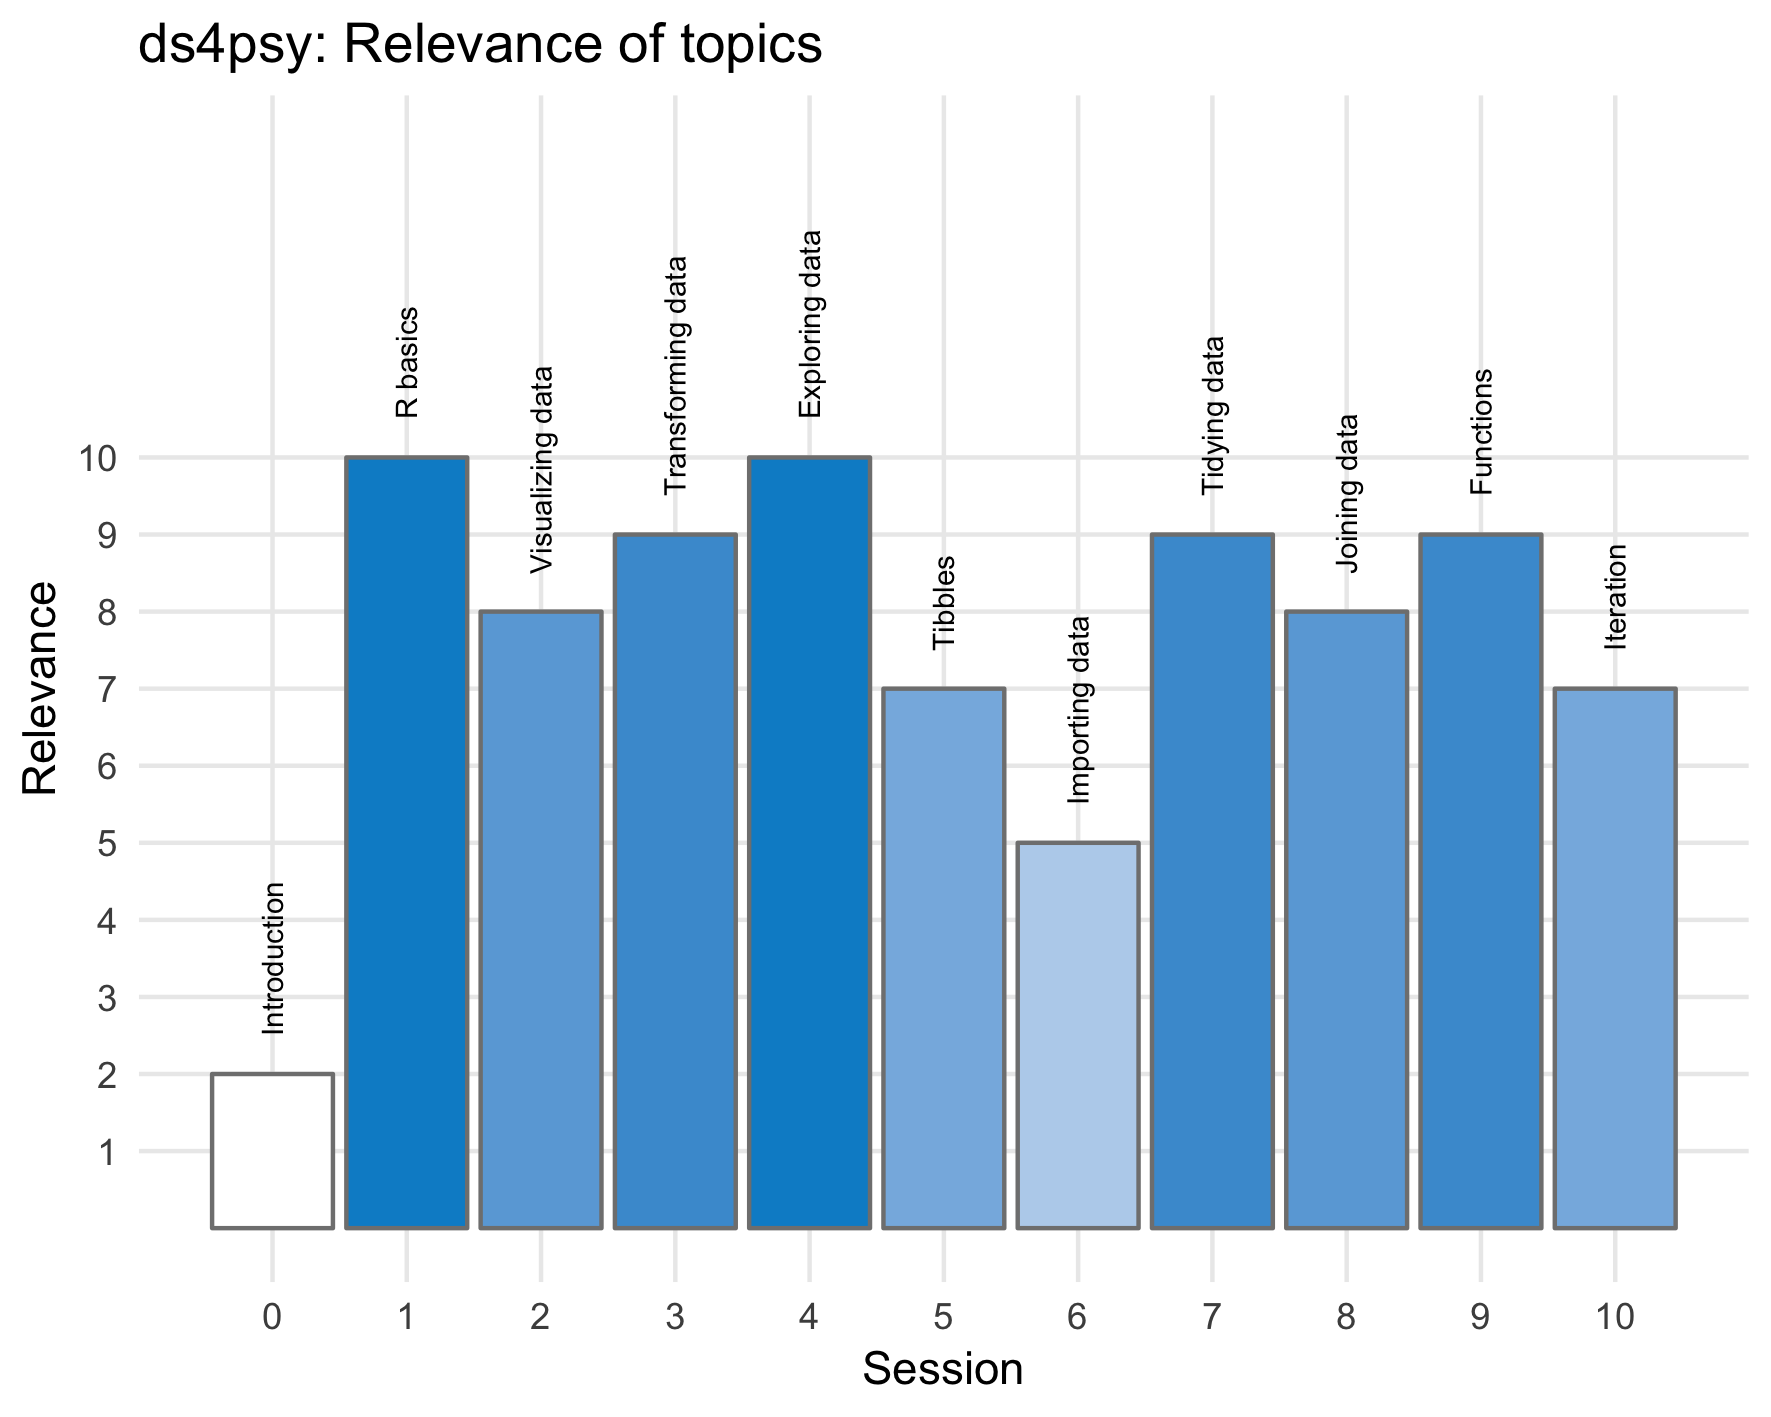 ds4psy: Relevance of topics
Relevance
10
9
8
7
6
5
4
3
2
1
Introduction
R basics
Visualizing data
Transforming data
Exploring data
Tibbles
Importing data
Tidying data
Joining data
Functions
Iteration
0 1 2 3 4 5 6 7 8 9 10
Session